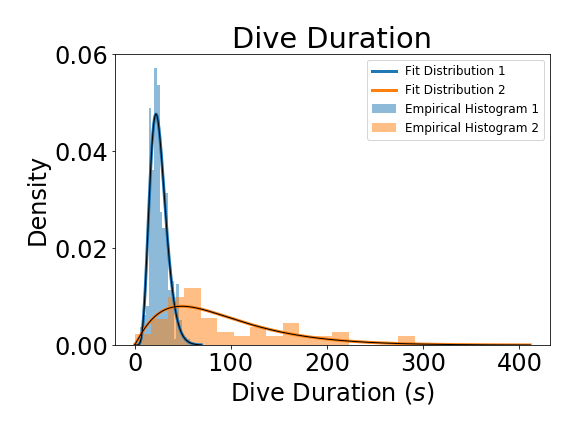 Dive Duration
0.06
0.04
0.02
0.00
Density
Fit Distribution 1
Fit Distribution 2
Empirical Histogram 1
Empirical Histogram 2
0 100 200 300 400
Dive Duration (s)